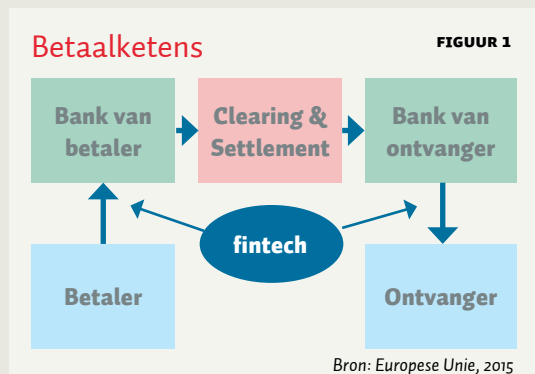 Betaalketens
FIGUUR 1
Bank van
betaler
Clearing &
Settlement
Bank van
ontvanger
fintech
Betaler
Ontvanger
Bron: Europese Unie, 2015